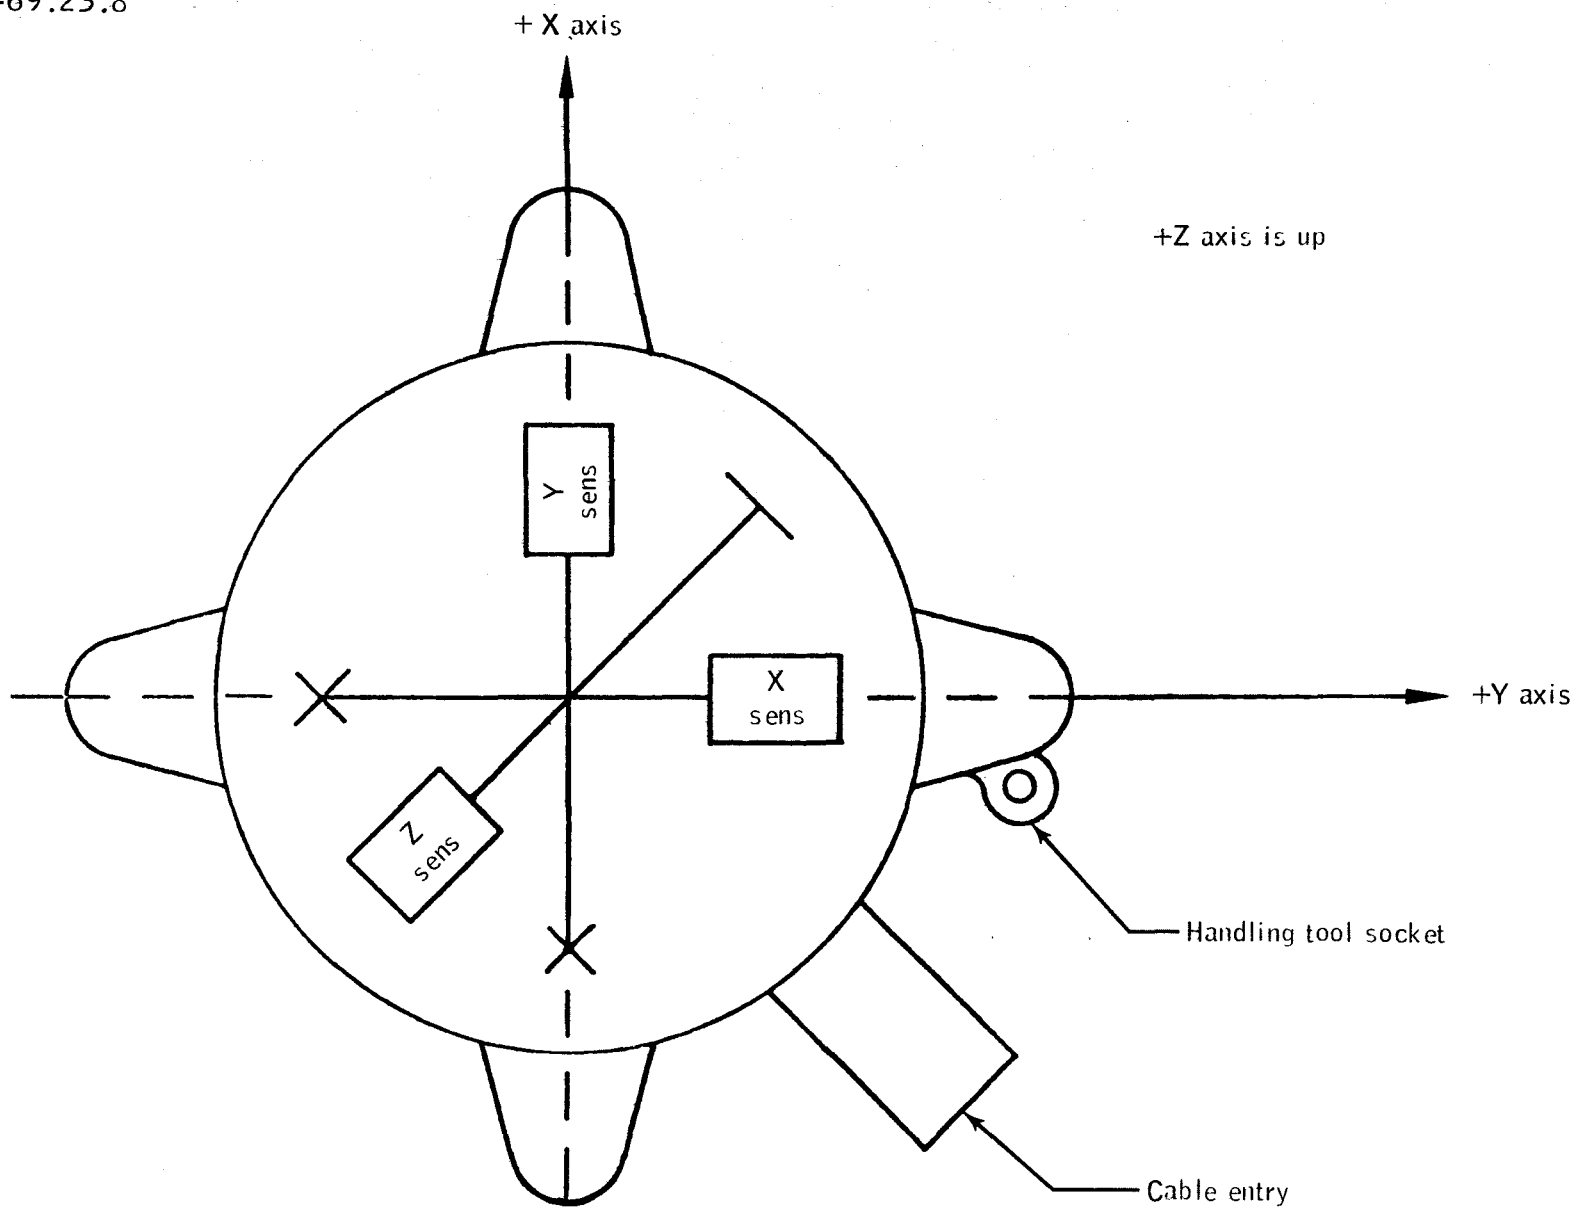 + X axis
+Z axis is up
Y
sens
X
sens
+Y axis
Z
sens
Handling tool socket
Cable entry